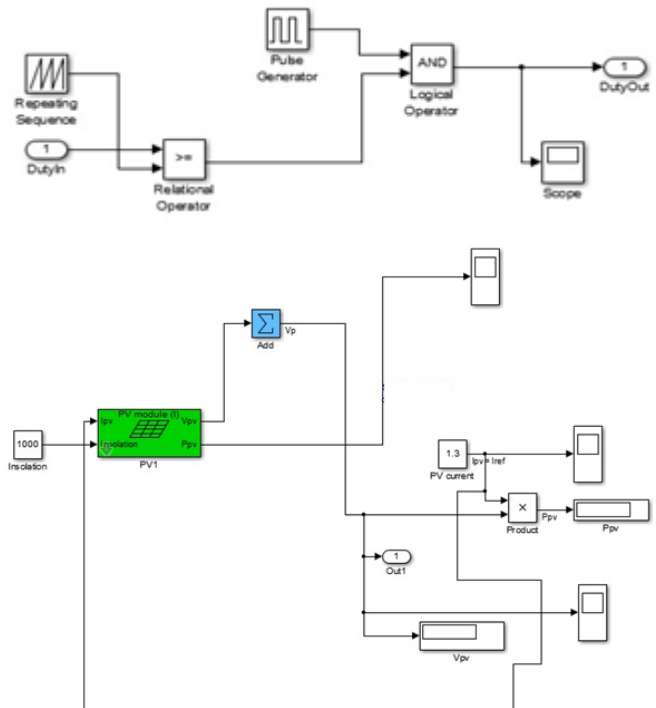 Pulse
Generator
AND
Logical
Operator
1
DutyOut
Repeating
Sequence
1
DutyIn
>=
Relational
Operator
Scope
Vp
Add
PV module (I)
Ipv
Vpv
Insolation
Ppv
PV1
1000
Insolation
1.3
PV current
Ipv = Iref
×
Product
Ppv
Ppv
1
Out1
Vpv